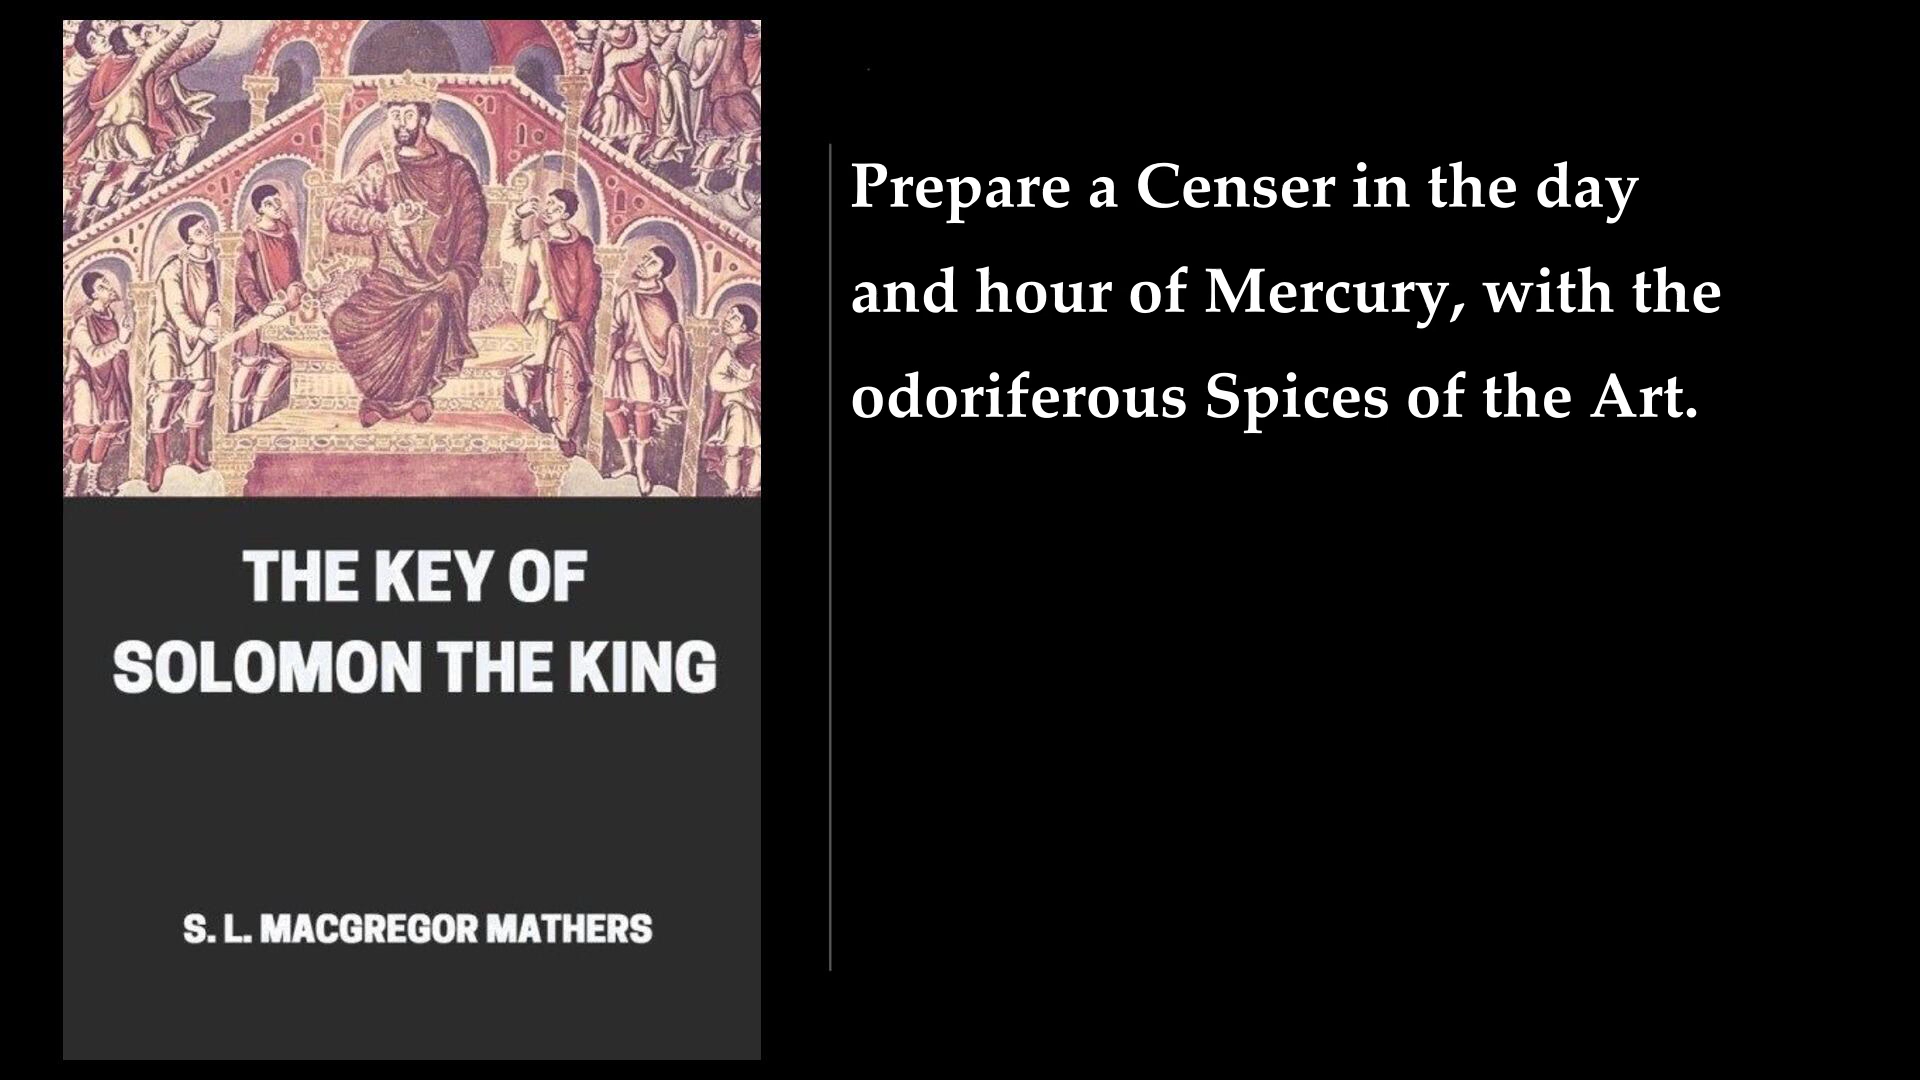 THE KEY OF
SOLOMON THE KING
S. L. MACGREGOR MATHERS
Prepare a Censer in the day
and hour of Mercury, with the
odoriferous Spices of the Art.